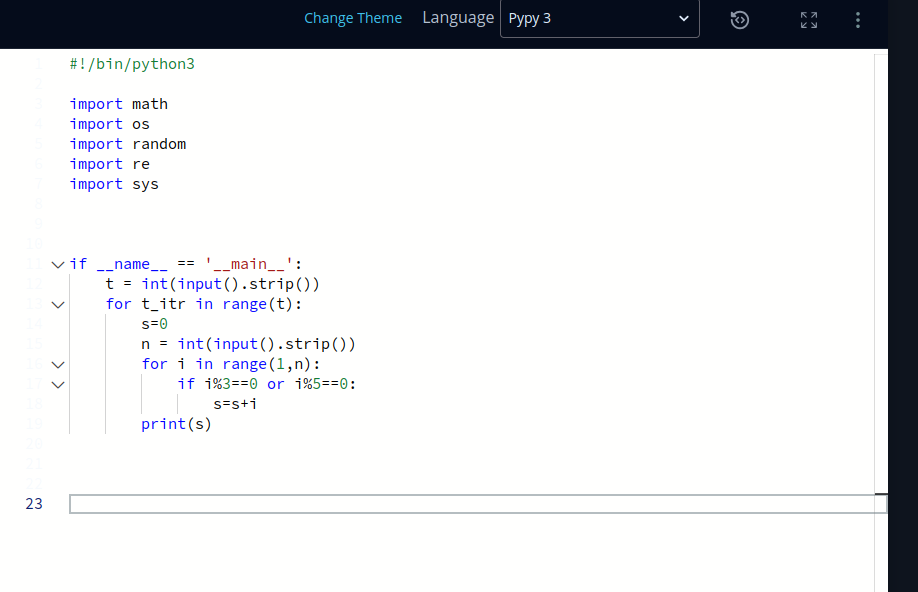 Change Theme Language Pypy 3
1 #!/bin/python3
2
3 import math
4 import os
5 import random
6 import re
7 import sys
8
9
10
11 if __name__ == '__main__':
12 t = int(input().strip())
13 for t_itr in range(t):
14 s=0
15 n = int(input().strip())
16 for i in range(1,n):
17 if i%3==0 or i%5==0:
18 s=s+i
19 print(s)
20
21
22
23